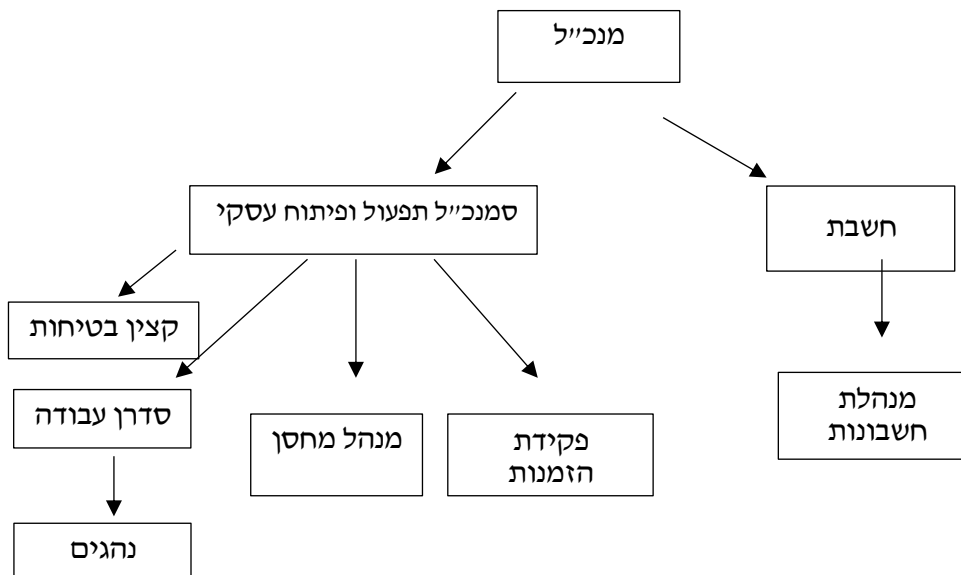 מנכ״ל
סמנכ״ל תפעול ופיתוח עסקי
חשבת
קצין בטיחות
סדרן עבודה
מנהל מחסן
פקידת
הזמנות
מנהלת
חשבונות
נהגים